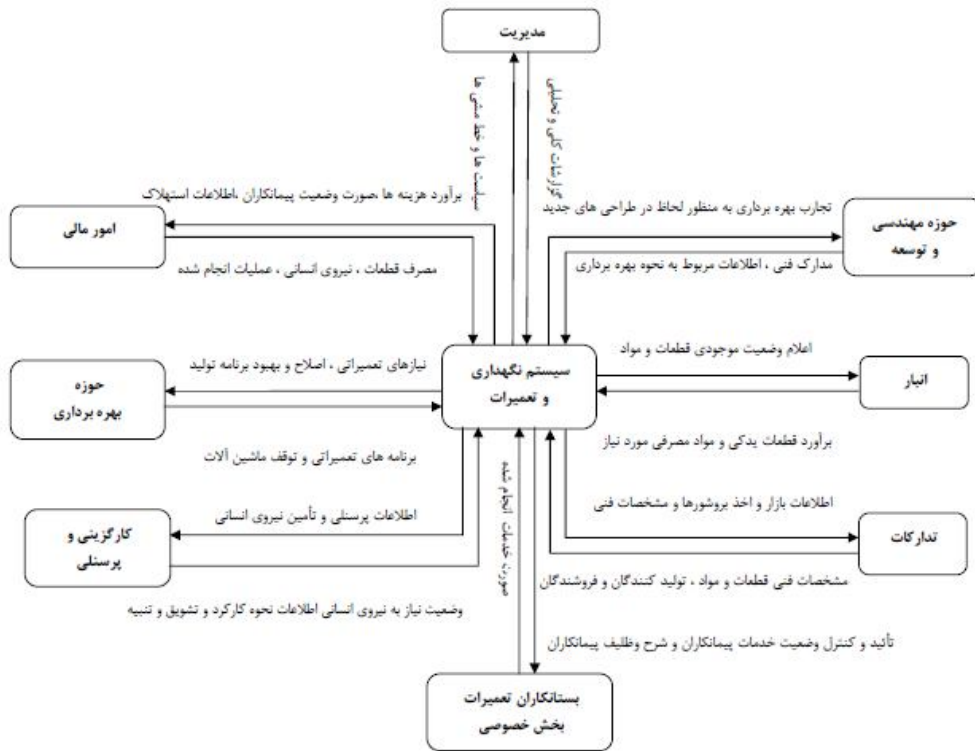 مدیریت
سیاست ها و خط مشی ها
گزارشات کلی و تحلیلی
برآورد هزینه ها ،صورت وضعیت پیمانکاران ،اطلاعات استهلاک
تجارب بهره برداری به منظور لحاظ در طراحی های جدید
حوزه مهندسی
و توسعه
امور مالی
مصرف قطعات ، نیروی انسانی ، عملیات انجام شده
مدارک فنی ، اطلاعات مربوط به نحوه بهره برداری
سیستم نگهداری
و تعمیرات
اعلام وضعیت موجودی قطعات و مواد
انبار
نیازهای تعمیراتی ، اصلاح و بهبود برنامه تولید
حوزه
بهره برداری
برآورد قطعات یدکی و مواد مصرفی مورد نیاز
برنامه های تعمیراتی و توقف ماشین آلات
صورت خدمات انجام شده
اطلاعات بازار و اخذ بروشورها و مشخصات فنی
اطلاعات پرسنلی و تأمین نیروی انسانی
تدارکات
کارگزینی و
پرسنلی
مشخصات فنی قطعات و مواد ، تولید کنندگان و فروشندگان
وضعیت نیاز به نیروی انسانی اطلاعات نحوه کارکرد و تشویق و تنبیه
تأئید و کنترل وضعیت خدمات پیمانکاران و شرح وظلیف پیمانکاران
بستانکاران تعمیرات
بخش خصوصی